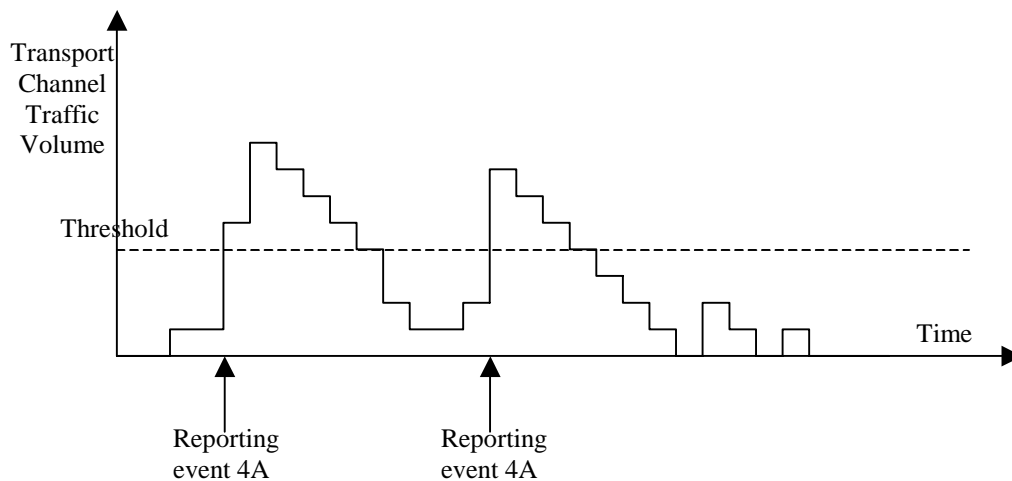 Transport
Channel
Traffic
Volume
Threshold
Time
Reporting
event 4A
Reporting
event 4A